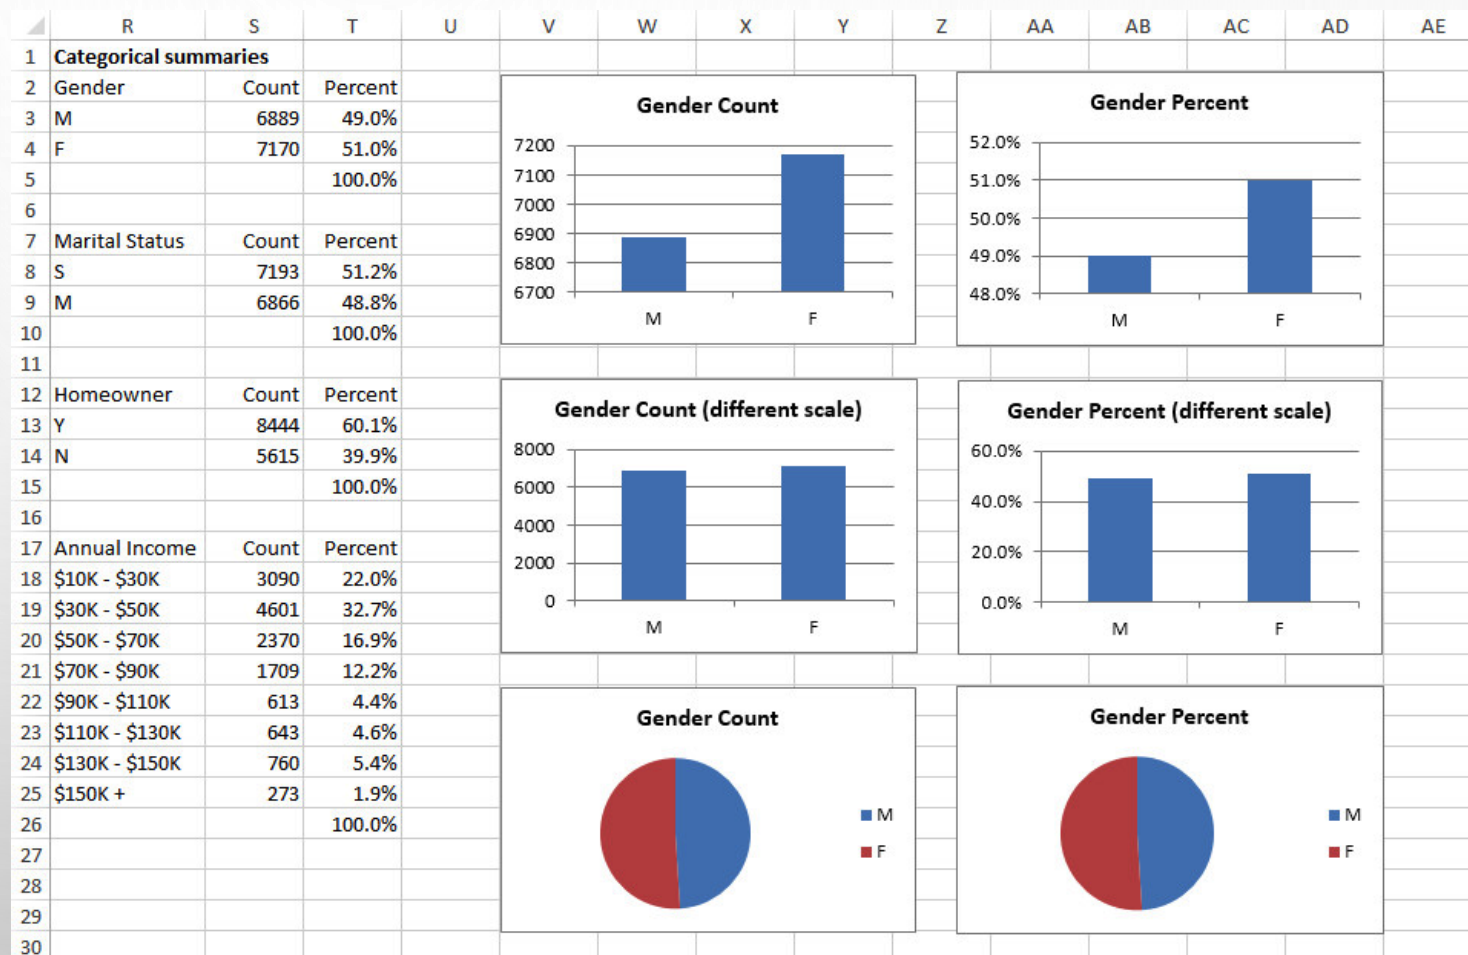 R S T U V W X Y Z AA AB AC AD AE
1 Categorical summaries
2 Gender Count Percent
3 M 6889 49.0%
4 F 7170 51.0%
5 100.0%
6
7 Marital Status Count Percent
8 S 7193 51.2%
9 M 6866 48.8%
10 100.0%
11
12 Homeowner Count Percent
13 Y 8444 60.1%
14 N 5615 39.9%
15 100.0%
16
17 Annual Income Count Percent
18 $10K - $30K 3090 22.0%
19 $30K - $50K 4601 32.7%
20 $50K - $70K 2370 16.9%
21 $70K - $90K 1709 12.2%
22 $90K - $110K 613 4.4%
23 $110K - $130K 643 4.6%
24 $130K - $150K 760 5.4%
25 $150K + 273 1.9%
26 100.0%
27
28
29
30
Gender Count
7200
7100
7000
6900
6800
6700
M F
Gender Percent
52.0%
51.0%
50.0%
49.0%
48.0%
M F
Gender Count (different scale)
8000
6000
4000
2000
0
M F
Gender Percent (different scale)
60.0%
40.0%
20.0%
0.0%
M F
Gender Count
M
F
Gender Percent
M
F